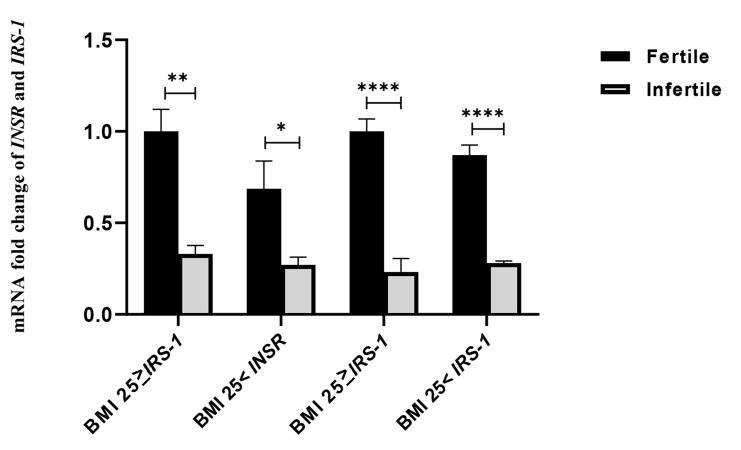 mRNA fold change of INSR and IRS-1
1.5
1.0
0.5
0.0
**
*
****
****
Fertile
Infertile
BMI 25≥IRS-1
BMI 25< INSR
BMI 25≥IRS-1
BMI 25< IRS-1